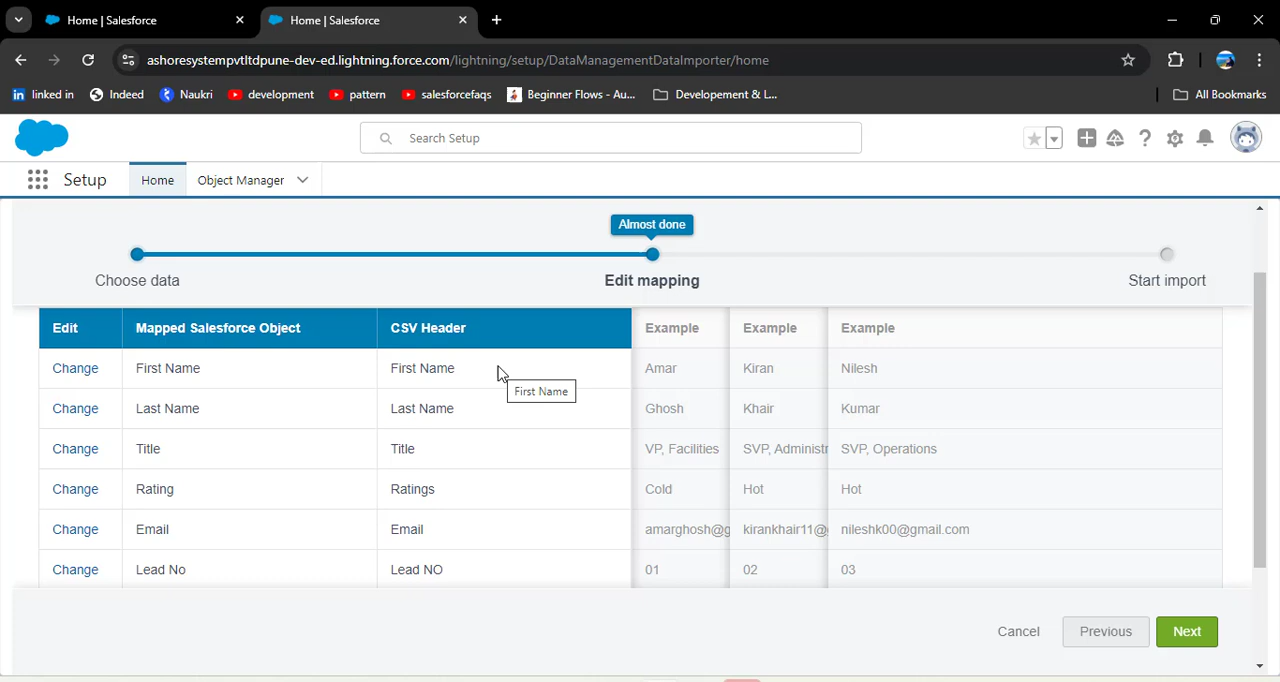 Home | Salesforce
Home | Salesforce
ashoresystempvtltdpune-dev-ed.lightning.force.com/lightning/setup/DataManagementDataImporter/home
linked in Indeed Naukri development pattern salesforcefaqs Beginner Flows - Au... Developement & L... All Bookmarks
Search Setup
Setup Home Object Manager
Almost done
Choose data Edit mapping Start import
Edit Mapped Salesforce Object CSV Header Example Example Example
Change First Name First Name Amar Kiran Nilesh
First Name
Change Last Name Last Name Ghosh Khair Kumar
Change Title Title VP, Facilities SVP, Administr SVP, Operations
Change Rating Ratings Cold Hot Hot
Change Email Email amarghosh@g kirankhair11@ nileshk00@gmail.com
Change Lead No Lead NO 01 02 03
Cancel Previous Next